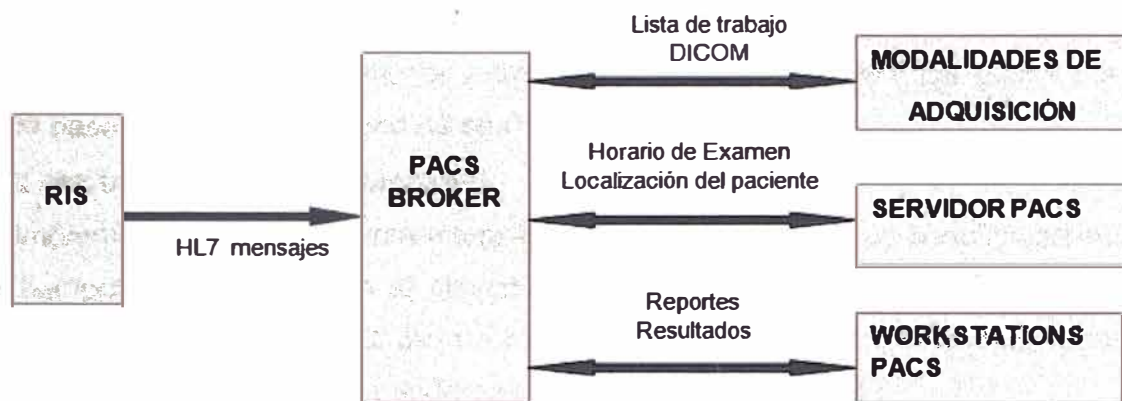 RIS
HL7 mensajes
PACS
BROKER
Lista de trabajo
DICOM
MODALIDADES DE
ADQUISICIÓN
Horario de Examen
Localización del paciente
SERVIDOR PACS
Reportes
Resultados
WORKSTATIONS
PACS